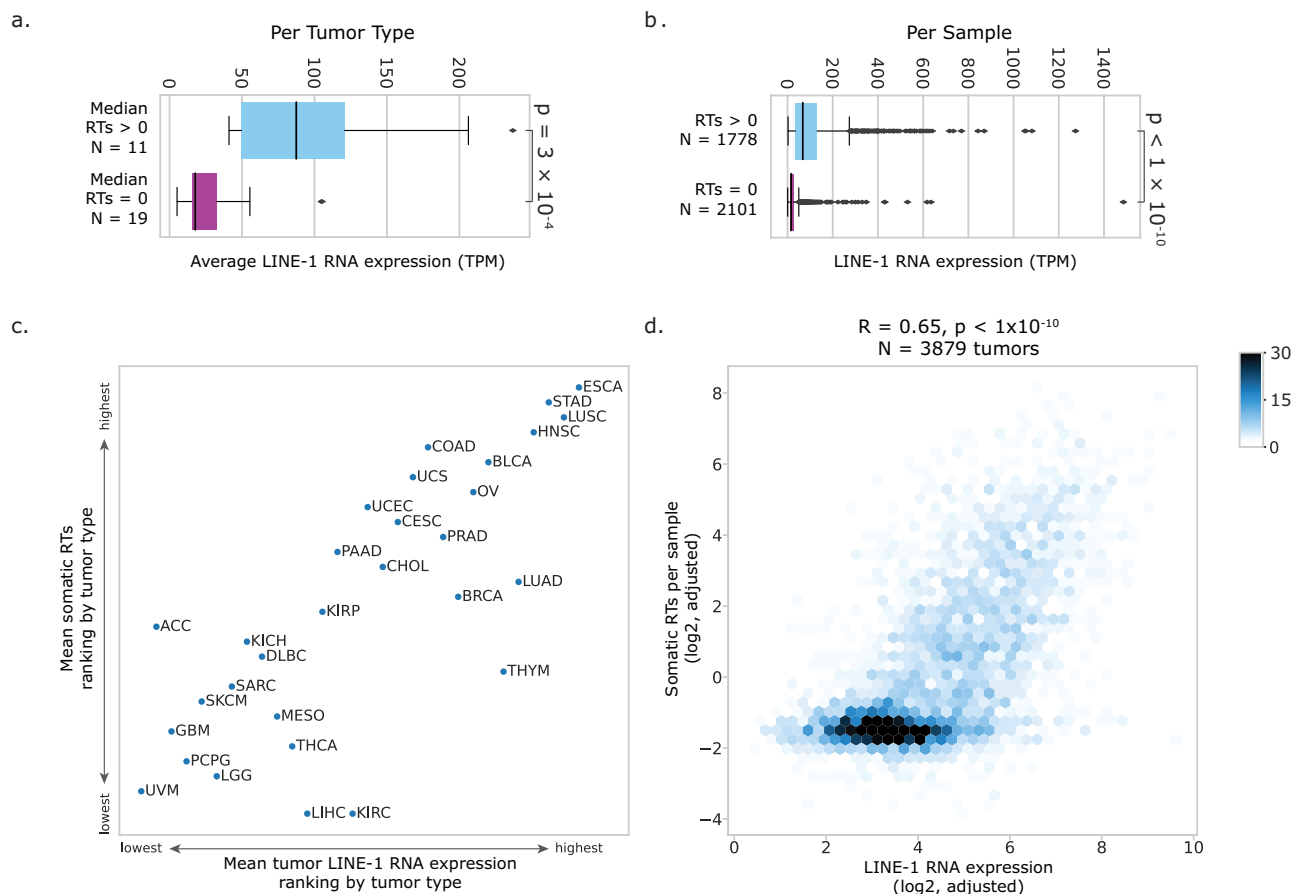 a.
Per Tumor Type
0 50 100 150 200
Median
RTs > 0
N = 11
Median
RTs = 0
N = 19
p = 3 × 10-4
Average LINE-1 RNA expression (TPM)
b.
Per Sample
0 200 400 600 800 1000 1200 1400
RTs > 0
N = 1778
RTs = 0
N = 2101
p < 1 × 10-10
LINE-1 RNA expression (TPM)
c.
highest
Mean somatic RTs
ranking by tumor type
lowest
ESCA
STAD
LUSC
HNSC
COAD
BLCA
UCS
OV
UCEC
CESC
PRAD
PAAD
CHOL
LUAD
BRCA
KIRP
ACC
KICH
DLBC
THYM
SARC
SKCM
MESO
GBM
THCA
PCPG
LGG
UVM
LIHC
KIRC
lowest
highest
Mean tumor LINE-1 RNA expression
ranking by tumor type
d.
R = 0.65, p < 1x10-10
N = 3879 tumors
30
15
0
Somatic RTs per sample
(log2, adjusted)
8
6
4
2
0
−2
−4
0 2 4 6 8 10
LINE-1 RNA expression
(log2, adjusted)